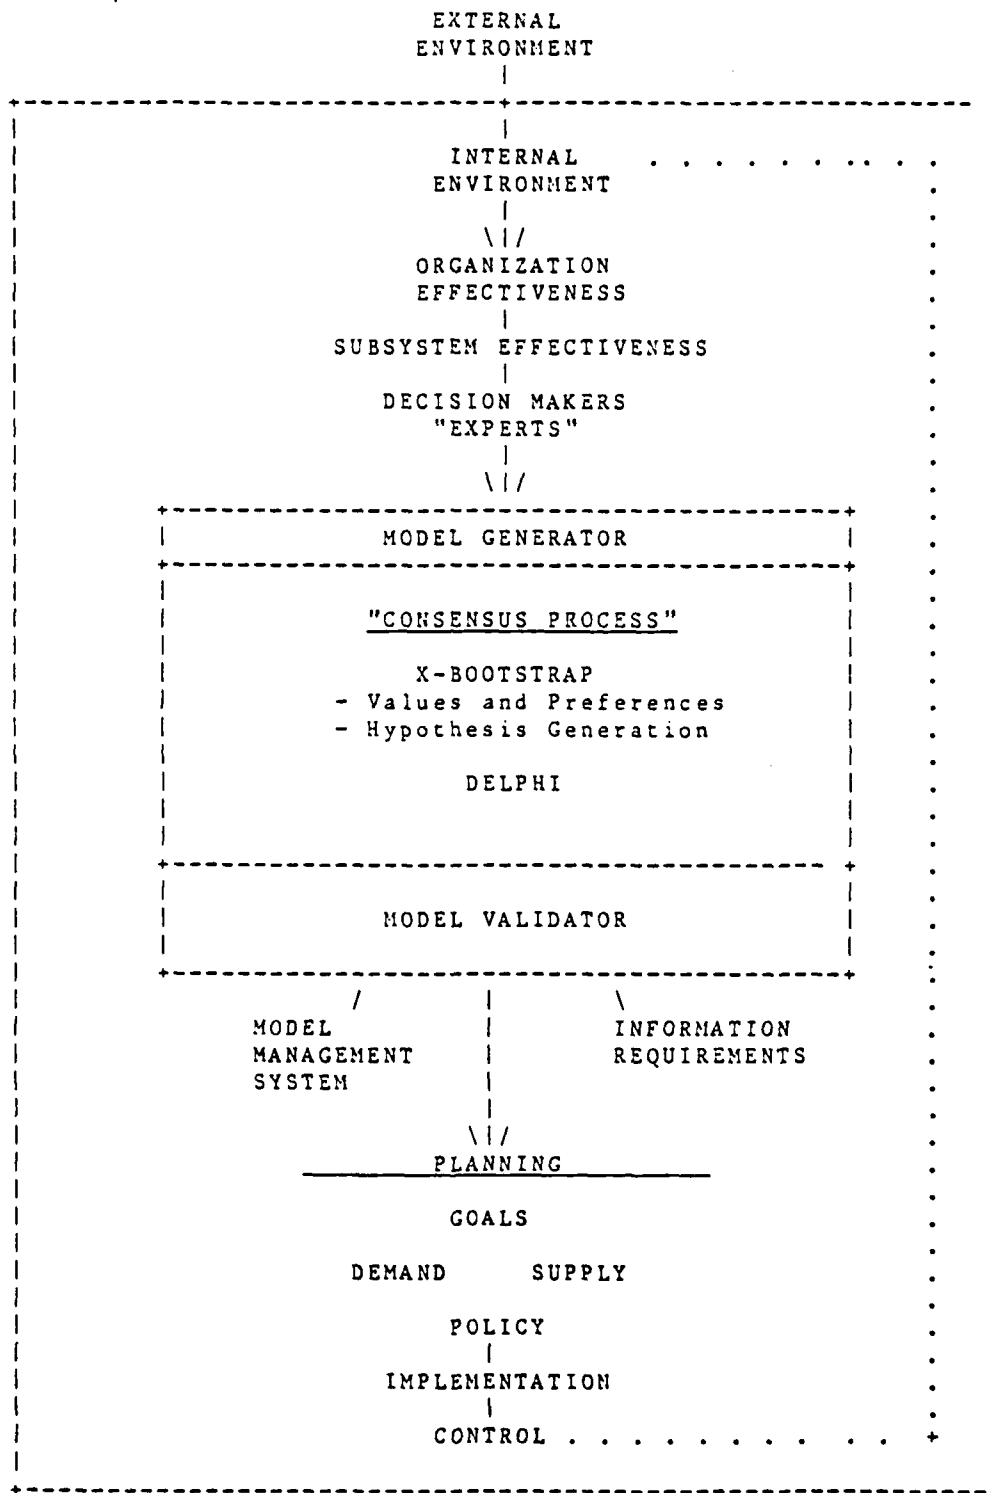 EXTERNAL
ENVIRONMENT
INTERNAL
ENVIRONMENT
ORGANIZATION
EFFECTIVENESS
SUBSYSTEM EFFECTIVENESS
DECISION MAKERS
"EXPERTS"
MODEL GENERATOR
"CONSENSUS PROCESS"
X-BOOTSTRAP
- Values and Preferences
- Hypothesis Generation
DELPHI
MODEL VALIDATOR
MODEL
MANAGEMENT
SYSTEM
INFORMATION
REQUIREMENTS
PLANNING
GOALS
DEMAND SUPPLY
POLICY
IMPLEMENTATION
CONTROL